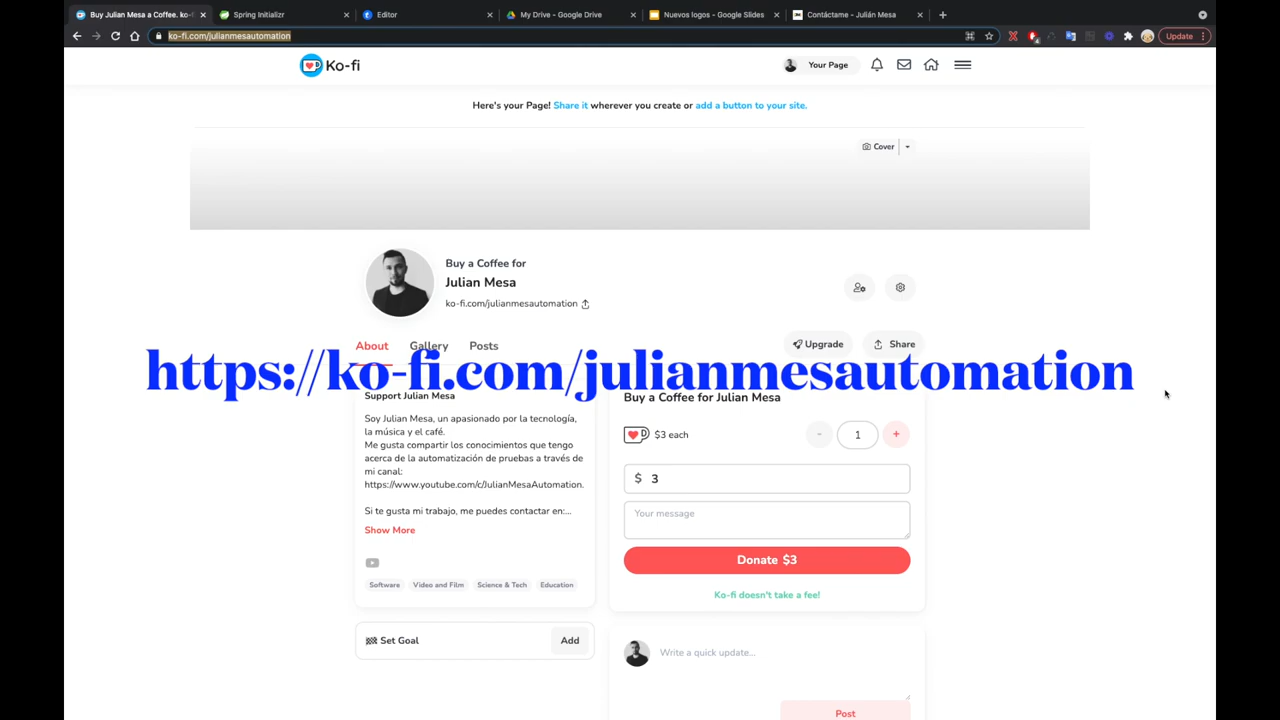 Buy a Julian Mesa a Coffee. ko-f
Spring Initializr
Editor
My Drive - Google Drive
Nuevos logos - Google Slides
Contáctame - Julián Mesa
ko-fi.com/julianmesautomation
Update
Ko-fi
Your Page
Here's your Page! Share it wherever you create or add a button to your site.
Cover
Buy a Coffee for
Julian Mesa
ko-fi.com/julianmesautomation
About Gallery Posts
Upgrade
Share
https://ko-fi.com/julianmesautomation
Support Julian Mesa
Soy Julian Mesa, un apasionado por la tecnología,
la música y el café.
Me gusta compartir los conocimientos que tengo
acerca de la automatización de pruebas a través de
mi canal:
https://www.youtube.com/c/JulianMesaAutomation.
Si te gusta mi trabajo, me puedes contactar en:...
Show More
Software Video and Film Science & Tech Education
Set Goal
Add
Buy a Coffee for Julian Mesa
$3 each
- 1 +
$ 3
Your message
Donate $3
Ko-fi doesn't take a fee!
Write a quick update...
Post